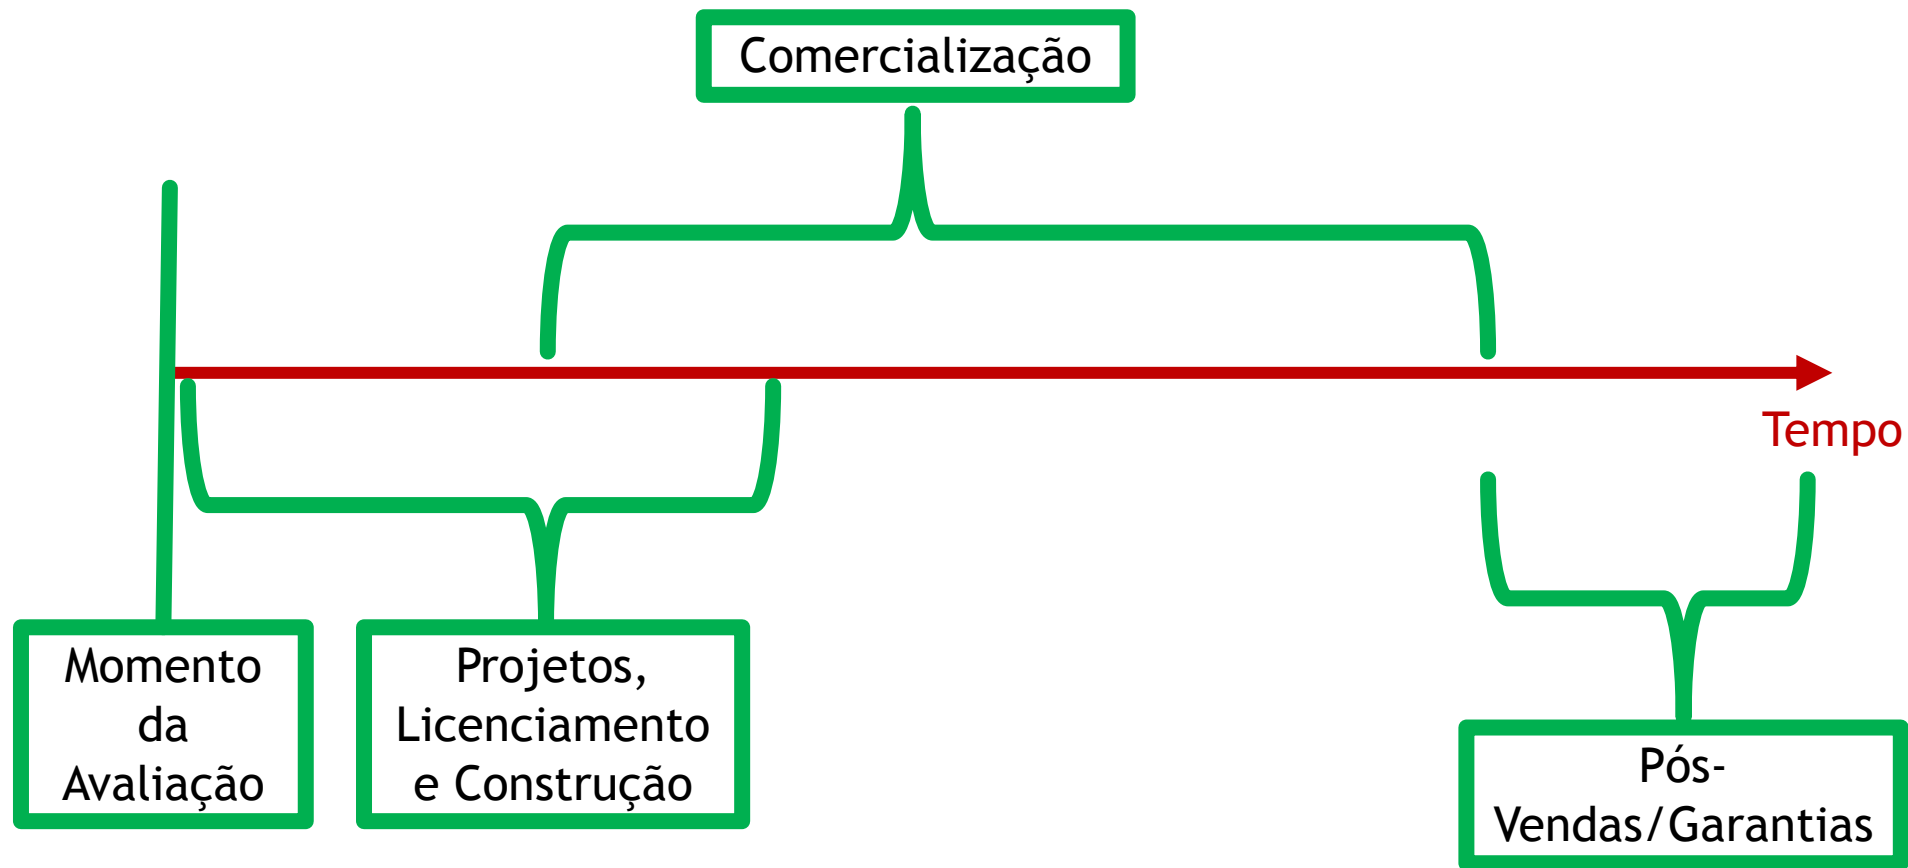 Comercialização
Tempo
Momento
da
Avaliação
Projetos,
Licenciamento
e Construção
Pós-
Vendas/Garantias